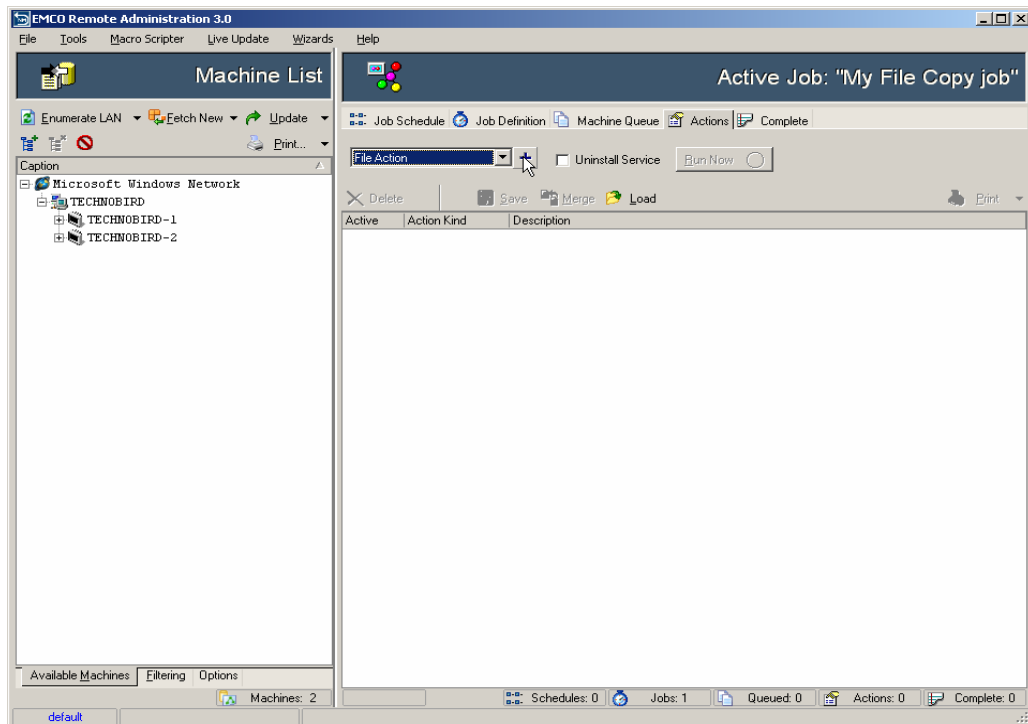 EMCO Remote Administration 3.0
File Tools Macro Scripter Live Update Wizards Help
Machine List
Active Job: "My File Copy job"
Enumerate LAN Fetch New Update
Print...
Job Schedule Job Definition Machine Queue Actions Complete
File Action Uninstall Service Run Now
Delete Save Merge Load Print
Caption
Active Action Kind Description
Microsoft Windows Network
TECHNOBIRD
TECHNOBIRD-1
TECHNOBIRD-2
Available Machines Filtering Options
Machines: 2
Schedules: 0 Jobs: 1 Queued: 0 Actions: 0 Complete: 0
default